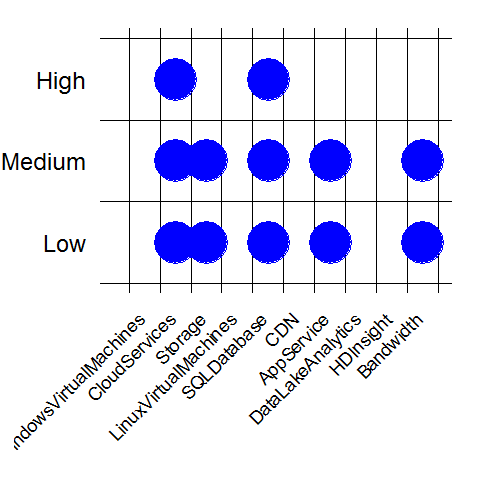 High
Medium
Low
ndowsVirtualMachines
CloudServices
Storage
LinuxVirtualMachines
SQLDatabase
CDN
AppService
DataLakeAnalytics
HDInsight
Bandwidth